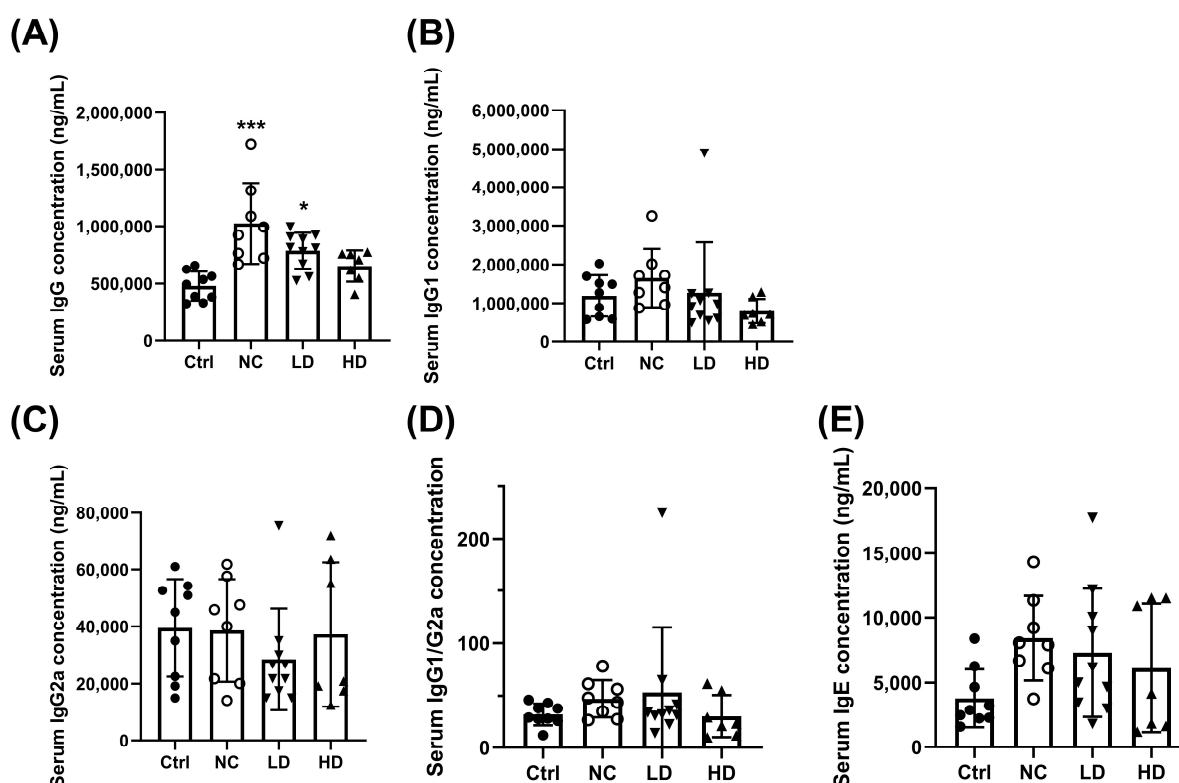 (A)
Serum IgG concentration (ng/mL)
2,000,000
1,500,000
1,000,000
500,000
0
***
*
Ctrl NC LD HD
(B)
Serum IgG1 concentration (ng/mL)
6,000,000
5,000,000
4,000,000
3,000,000
2,000,000
1,000,000
0
Ctrl NC LD HD
(C)
Serum IgG2a concentration (ng/mL)
80,000
60,000
40,000
20,000
0
Ctrl NC LD HD
(D)
Serum IgG1/G2a concentration
200
100
0
Ctrl NC LD HD
(E)
Serum IgE concentration (ng/mL)
20,000
15,000
10,000
5,000
0
Ctrl NC LD HD